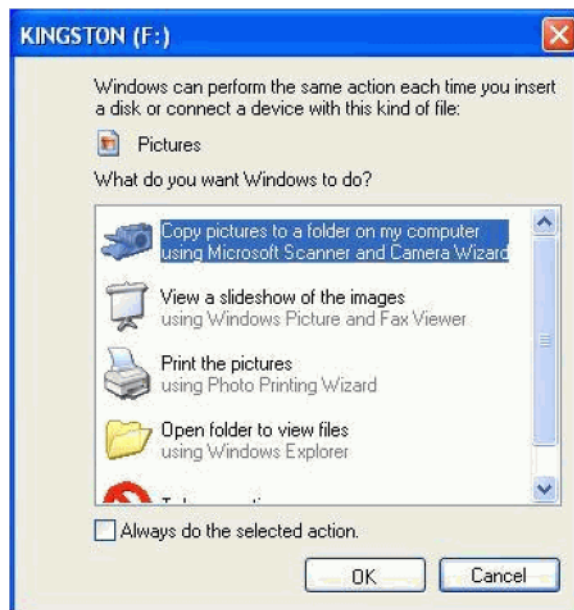 KINGSTON (F:)
Windows can perform the same action each time you insert
a disk or connect a device with this kind of file:
Pictures
What do you want Windows to do?
Copy pictures to a folder on my computer
using Microsoft Scanner and Camera Wizard
View a slideshow of the images
using Windows Picture and Fax Viewer
Print the pictures
using Photo Printing Wizard
Open folder to view files
using Windows Explorer
Always do the selected action.
OK
Cancel